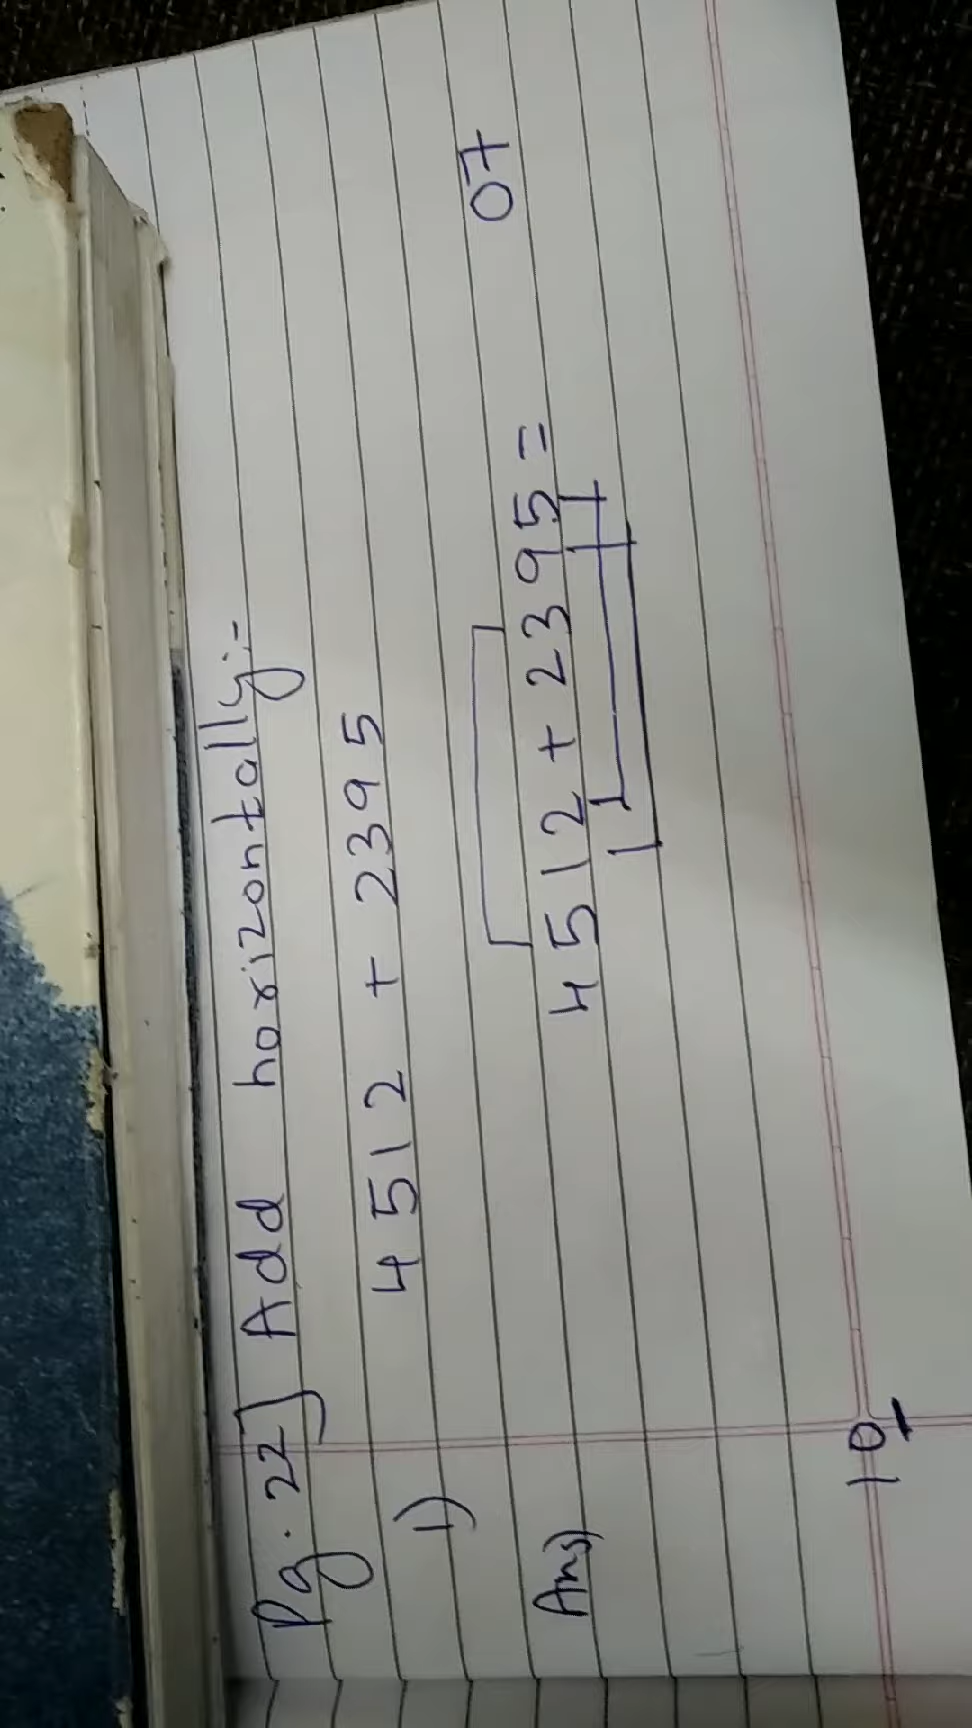 Pg. 22] Add horizontally:-
1) 4512 + 2395
Ans) 4512 + 2395 = 07
1 1
10